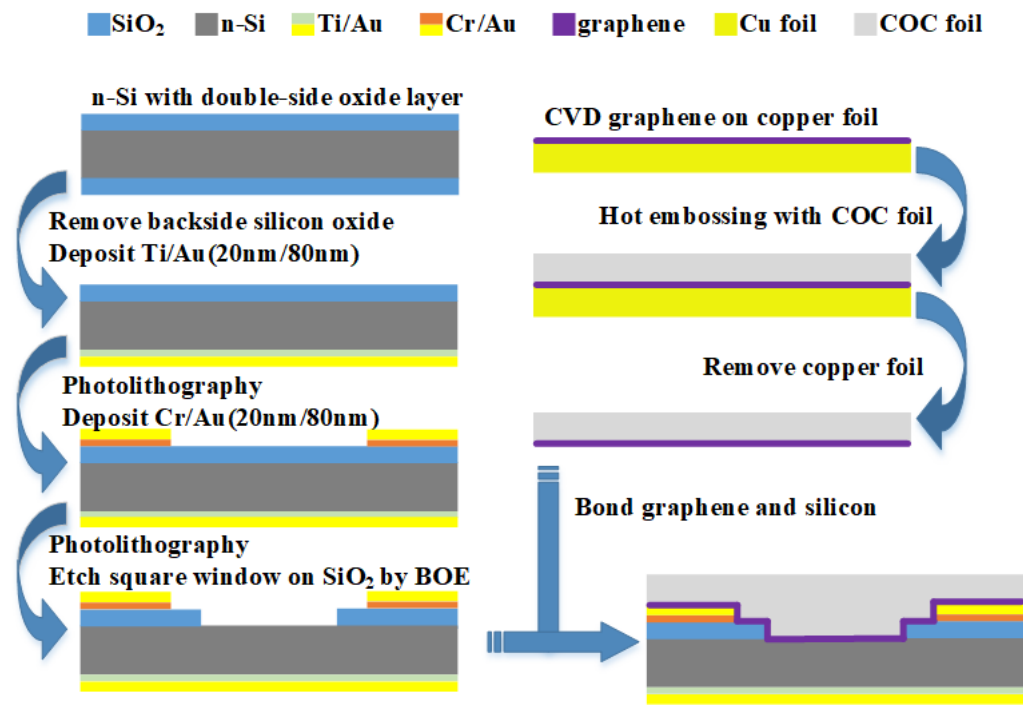 SiO₂ n-Si Ti/Au Cr/Au graphene Cu foil COC foil
n-Si with double-side oxide layer
Remove backside silicon oxide
Deposit Ti/Au(20nm/80nm)
Photolithography
Deposit Cr/Au(20nm/80nm)
Photolithography
Etch square window on SiO₂ by BOE
CVD graphene on copper foil
Hot embossing with COC foil
Remove copper foil
Bond graphene and silicon